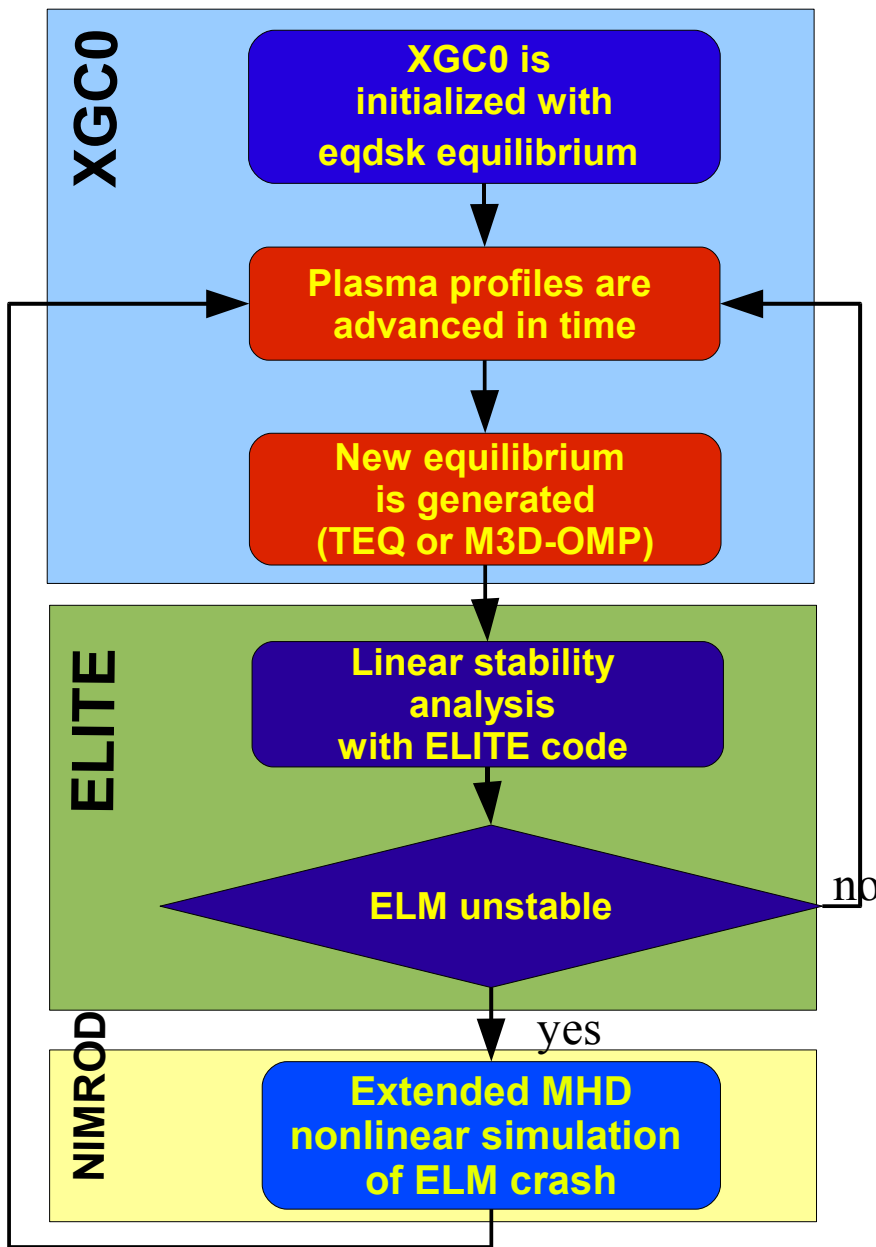 XGC0
XGC0 is
initialized with
eqdsk equilibrium
Plasma profiles are
advanced in time
New equilibrium
is generated
(TEQ or M3D-OMP)
ELITE
Linear stability
analysis
with ELITE code
ELM unstable
no
yes
NIMROD
Extended MHD
nonlinear simulation
of ELM crash